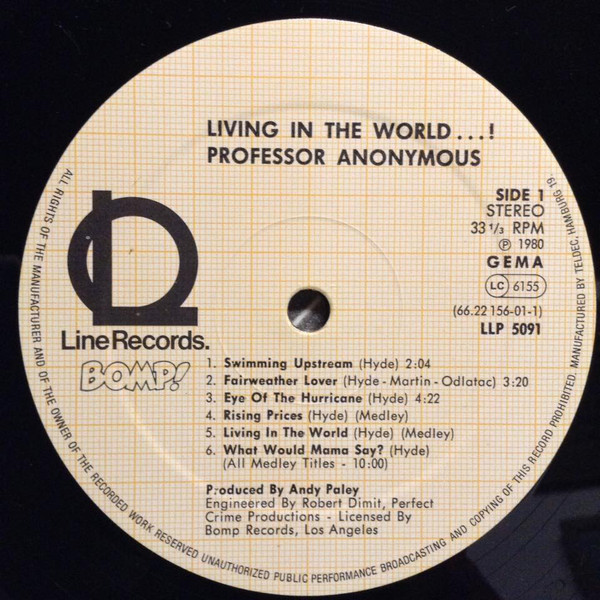 LIVING IN THE WORLD...!
PROFESSOR ANONYMOUS
SIDE 1
STEREO
33 1/3 RPM
℗ 1980
GEMA
LC 6155
(66.22 156-01-1)
LLP 5091
Line Records.
BOMP!
1. Swimming Upstream (Hyde) 2:04
2. Fairweather Lover (Hyde - Martin - Odlatac) 3:20
3. Eye Of The Hurricane (Hyde) 4:22
4. Rising Prices (Hyde) (Medley)
5. Living In The World (Hyde) (Medley)
6. What Would Mama Say? (Hyde)
(All Medley Titles - 10:00)
Produced By Andy Paley
Engineered By Robert Dimit, Perfect
Crime Productions - Licensed By
Bomp Records, Los Angeles
ALL RIGHTS OF THE MANUFACTURER AND OF THE OWNER OF THE RECORDED WORK RESERVED UNAUTHORIZED PUBLIC PERFORMANCE BROADCASTING AND COPYING OF THIS RECORD PROHIBITED. MANUFACTURED BY TELDEC, HAMBURG 19